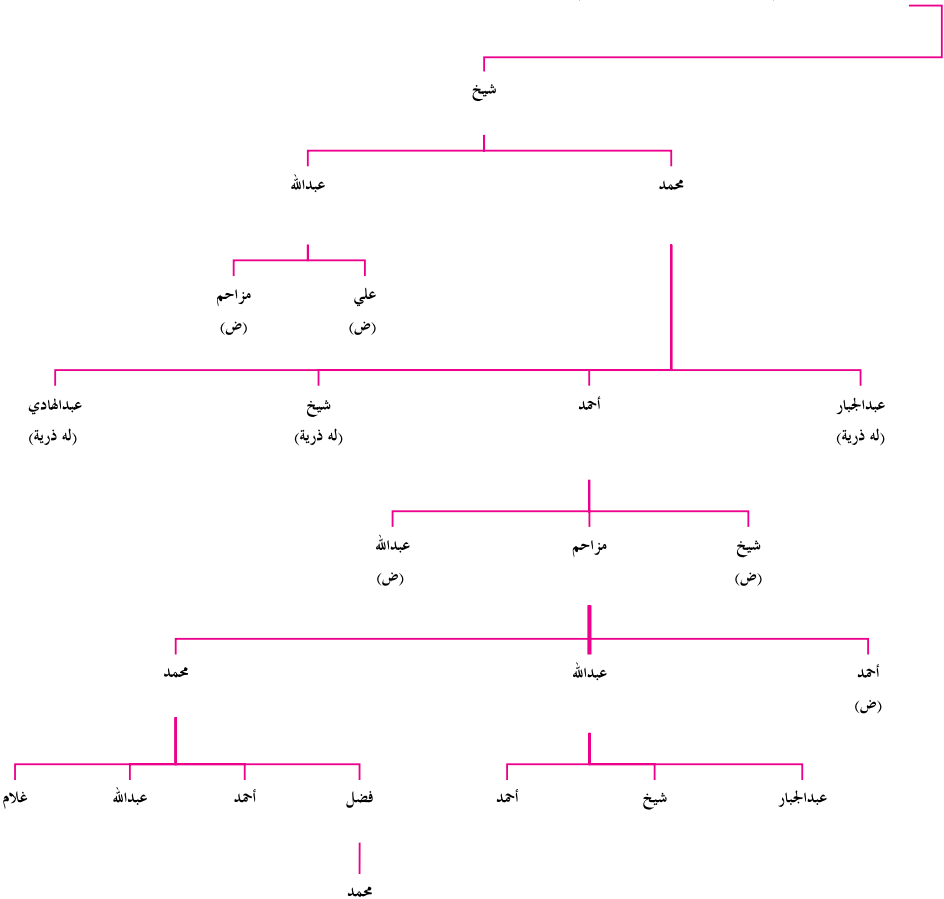 شيخ
محمد عبدالله
علي مزاحم
(ض) (ض)
عبدالجبار أحمد شيخ عبدالهادي
(له ذرية) (له ذرية) (له ذرية)
شيخ مزاحم عبدالله
(ض) (ض)
أحمد عبدالله محمد
(ض)
عبدالجبار شيخ أحمد فضل أحمد عبدالله غلام
محمد